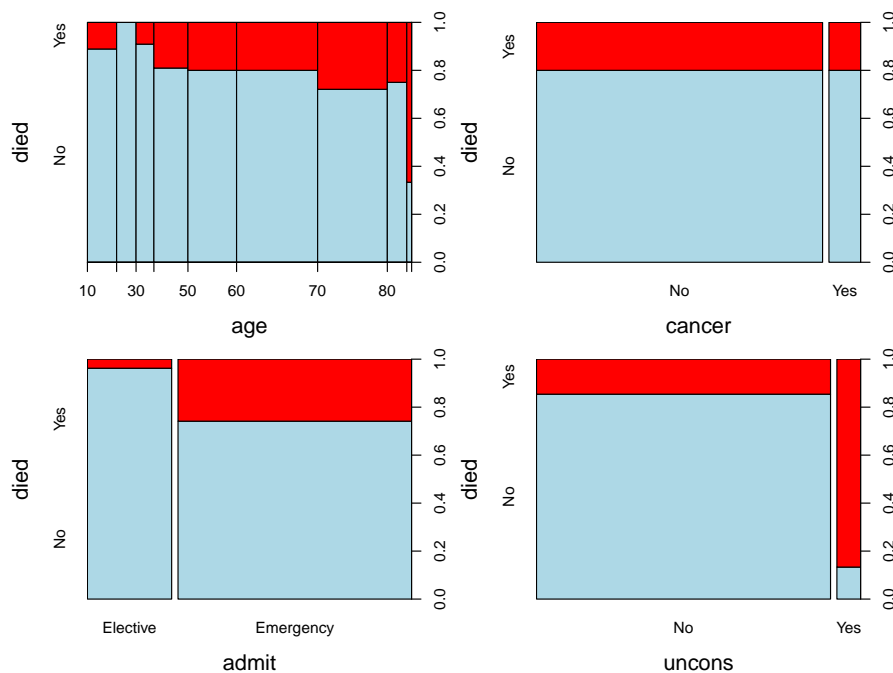 died
No Yes
0.0 0.2 0.4 0.6 0.8 1.0
10 30 50 60 70 80
age
died
No Yes
0.0 0.2 0.4 0.6 0.8 1.0
No Yes
cancer
died
No Yes
0.0 0.2 0.4 0.6 0.8 1.0
Elective Emergency
admit
died
No Yes
0.0 0.2 0.4 0.6 0.8 1.0
No Yes
uncons